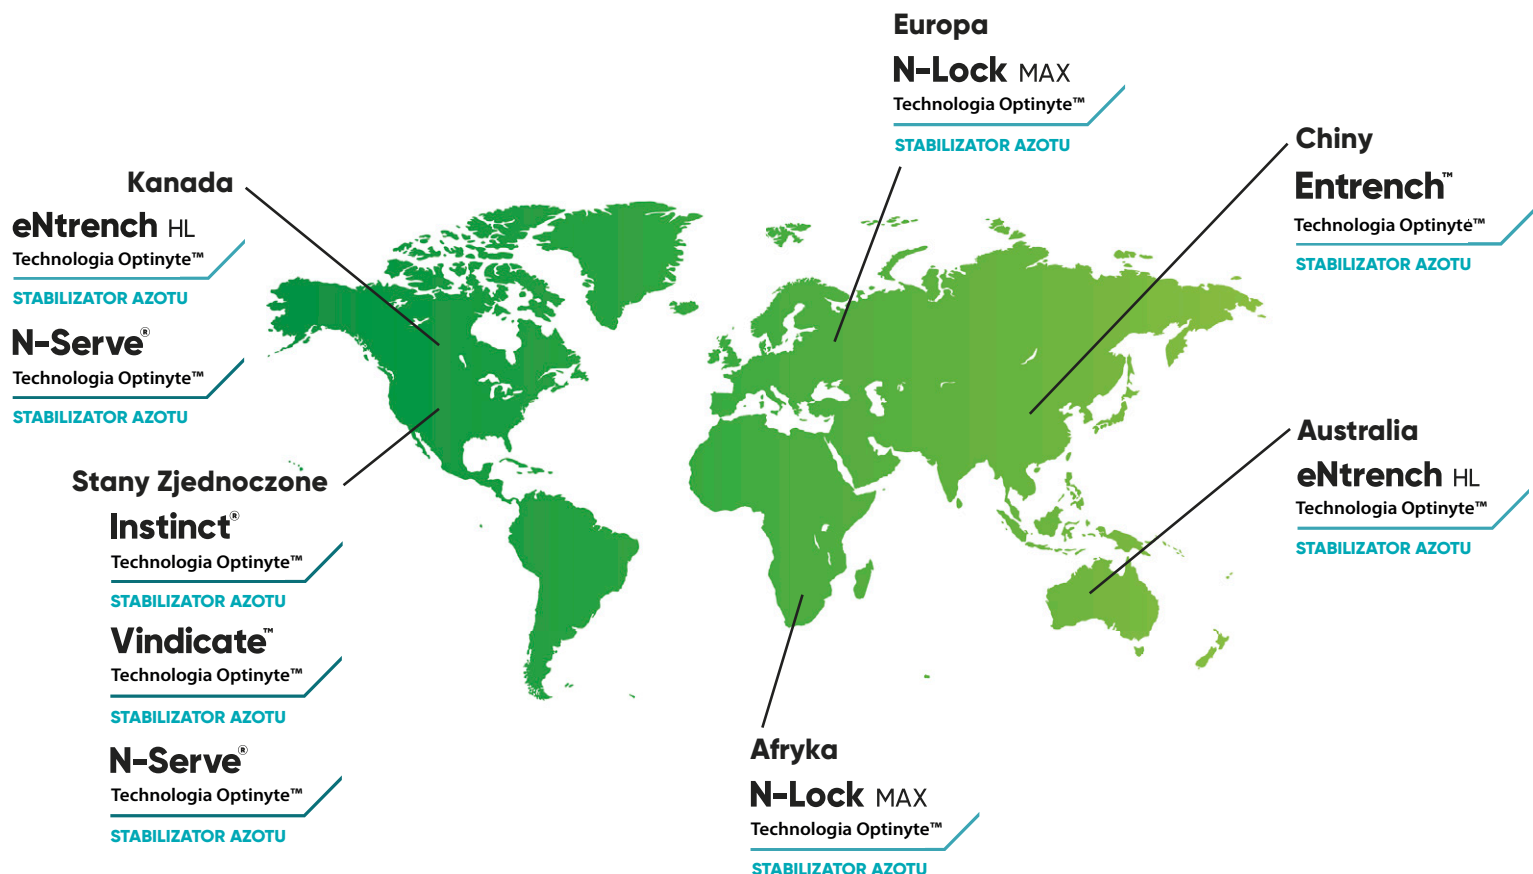 Europa
N-Lock MAX
Technologia Optinyte™
STABILIZATOR AZOTU
Chiny
Entrench™
Technologia Optinyte™
STABILIZATOR AZOTU
Kanada
eNtrench HL
Technologia Optinyte™
STABILIZATOR AZOTU
N-Serve®
Technologia Optinyte™
STABILIZATOR AZOTU
Australia
eNtrench HL
Technologia Optinyte™
STABILIZATOR AZOTU
Stany Zjednoczone
Instinct®
Technologia Optinyte™
STABILIZATOR AZOTU
Vindicate™
Technologia Optinyte™
STABILIZATOR AZOTU
N-Serve®
Technologia Optinyte™
STABILIZATOR AZOTU
Afryka
N-Lock MAX
Technologia Optinyte™
STABILIZATOR AZOTU